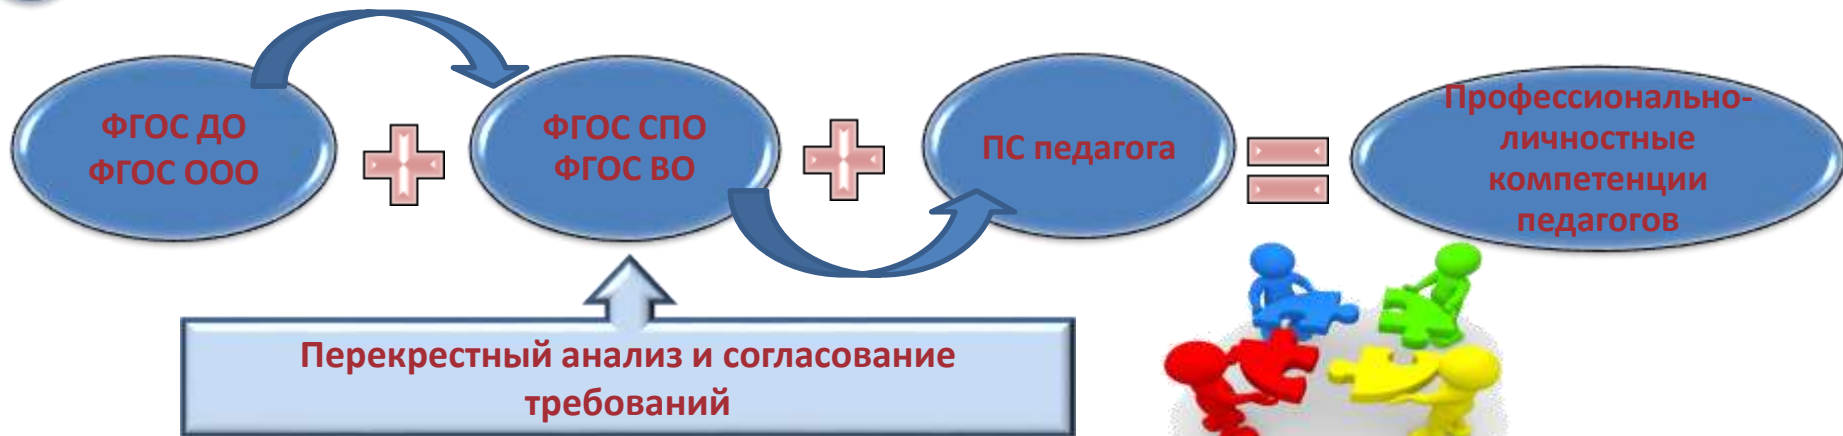 ФГОС ДО
ФГОС ООО
ФГОС СПО
ФГОС ВО
ПС педагога
Профессионально-
личностные
компетенции
педагогов
Перекрестный анализ и согласование
требований